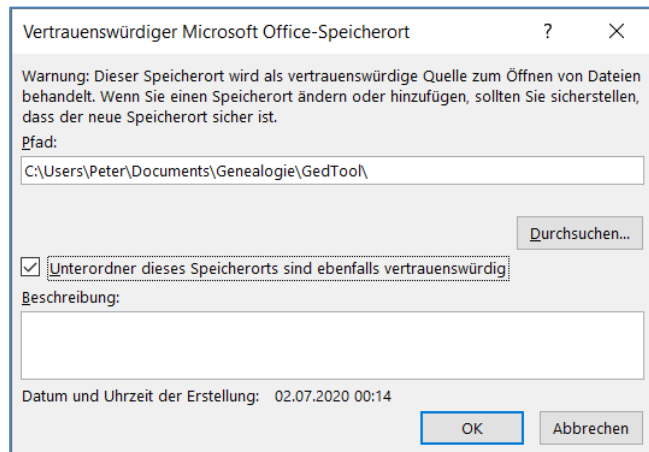 Vertrauenswürdiger Microsoft Office-Speicherort ? ×
Warnung: Dieser Speicherort wird als vertrauenswürdige Quelle zum Öffnen von Dateien
behandelt. Wenn Sie einen Speicherort ändern oder hinzufügen, sollten Sie sicherstellen,
dass der neue Speicherort sicher ist.
Pfad:
C:\Users\Peter\Documents\Genealogie\GedTool\
Durchsuchen...
Unterordner dieses Speicherorts sind ebenfalls vertrauenswürdig
Beschreibung:
Datum und Uhrzeit der Erstellung: 02.07.2020 00:14
OK Abbrechen